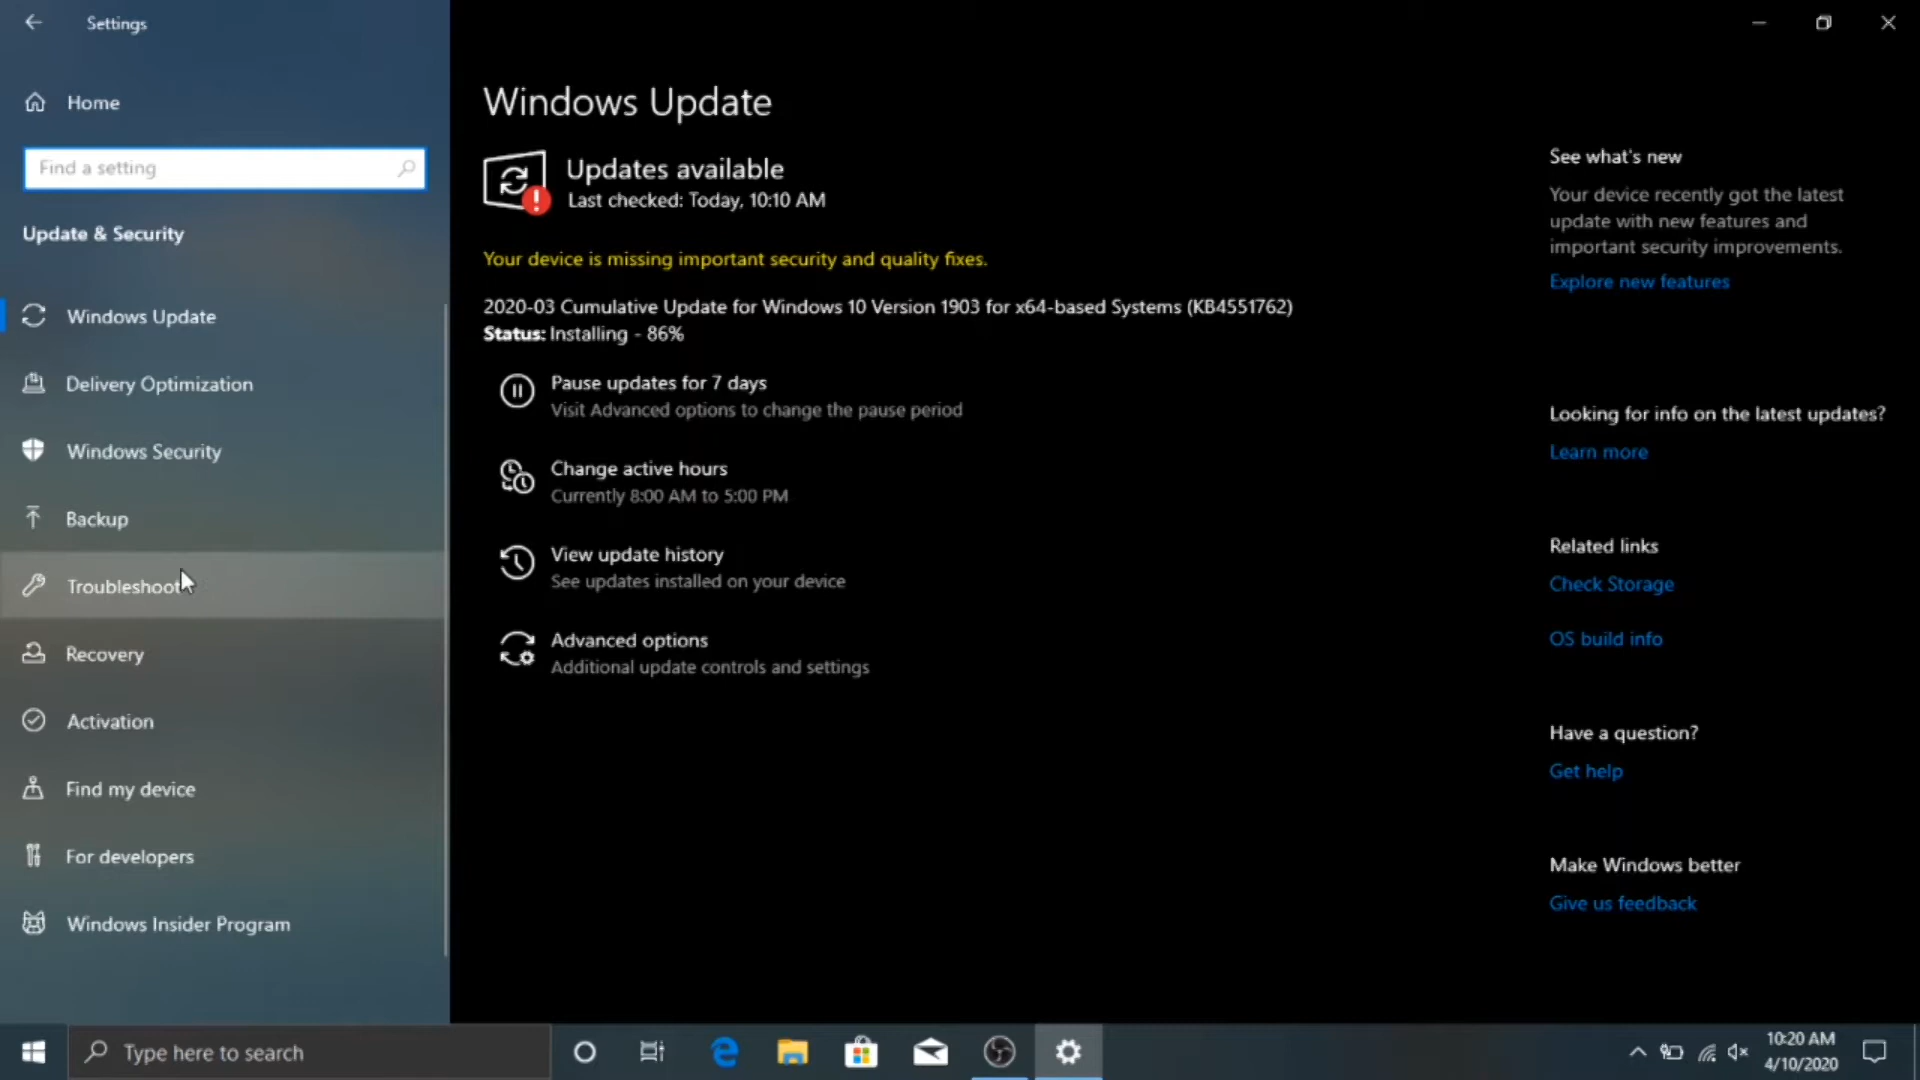 Settings
Home
Find a setting
Update & Security
Windows Update
Delivery Optimization
Windows Security
Backup
Troubleshoot
Recovery
Activation
Find my device
For developers
Windows Insider Program
Windows Update
Updates available
Last checked: Today, 10:10 AM
Your device is missing important security and quality fixes.
2020-03 Cumulative Update for Windows 10 Version 1903 for x64-based Systems (KB4551762)
Status: Installing - 86%
Pause updates for 7 days
Visit Advanced options to change the pause period
Change active hours
Currently 8:00 AM to 5:00 PM
View update history
See updates installed on your device
Advanced options
Additional update controls and settings
See what's new
Your device recently got the latest
update with new features and
important security improvements.
Explore new features
Looking for info on the latest updates?
Learn more
Related links
Check Storage
OS build info
Have a question?
Get help
Make Windows better
Give us feedback
Type here to search
10:20 AM
4/10/2020